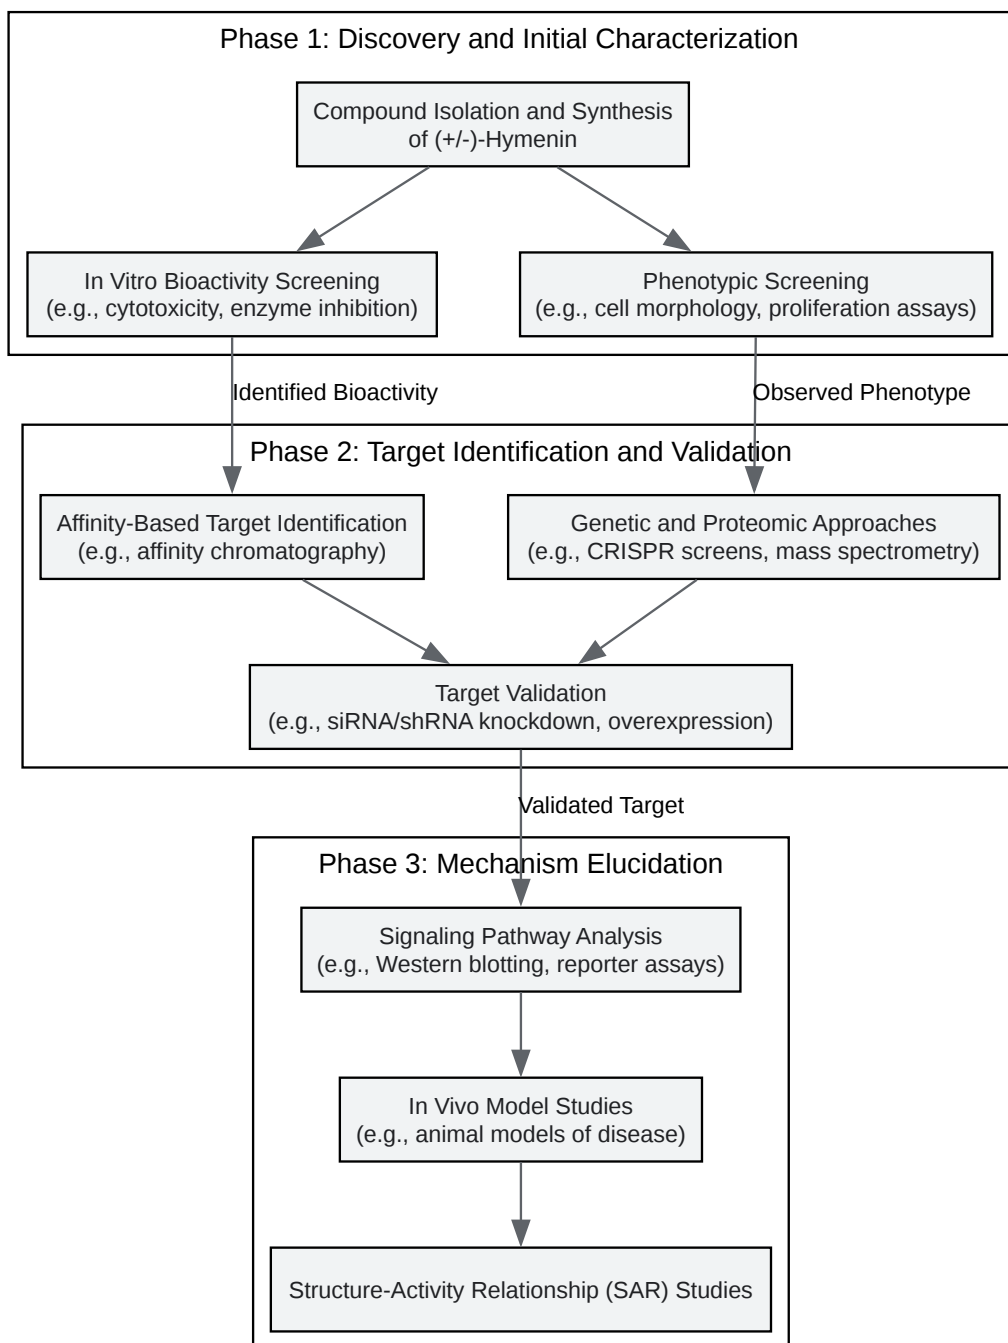 Phase 1: Discovery and Initial Characterization
Compound Isolation and Synthesis
of (+/-)-Hymenin
In Vitro Bioactivity Screening
(e.g., cytotoxicity, enzyme inhibition)
Phenotypic Screening
(e.g., cell morphology, proliferation assays)
Identified Bioactivity
Observed Phenotype
Phase 2: Target Identification and Validation
Affinity-Based Target Identification
(e.g., affinity chromatography)
Genetic and Proteomic Approaches
(e.g., CRISPR screens, mass spectrometry)
Target Validation
(e.g., siRNA/shRNA knockdown, overexpression)
Validated Target
Phase 3: Mechanism Elucidation
Signaling Pathway Analysis
(e.g., Western blotting, reporter assays)
In Vivo Model Studies
(e.g., animal models of disease)
Structure-Activity Relationship (SAR) Studies